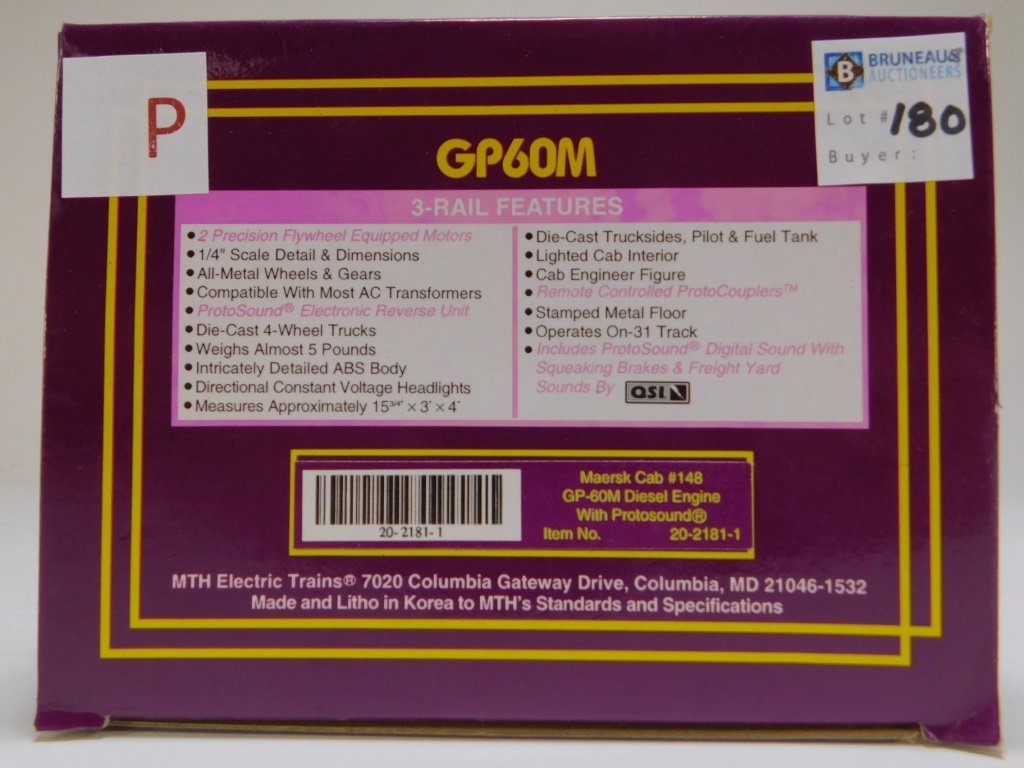 P
BRUNEAU &
AUCTIONEERS
Lot # 180
Buyer:
GP60M
3-RAIL FEATURES
• 2 Precision Flywheel Equipped Motors
• 1/4" Scale Detail & Dimensions
• All-Metal Wheels & Gears
• Compatible With Most AC Transformers
• ProtoSound® Electronic Reverse Unit
• Die-Cast 4-Wheel Trucks
• Weighs Almost 5 Pounds
• Intricately Detailed ABS Body
• Directional Constant Voltage Headlights
• Measures Approximately 15 3/4" × 3" × 4"
• Die-Cast Trucksides, Pilot & Fuel Tank
• Lighted Cab Interior
• Cab Engineer Figure
• Remote Controlled ProtoCouplers™
• Stamped Metal Floor
• Operates On-31 Track
• Includes ProtoSound® Digital Sound With
Squeaking Brakes & Freight Yard
Sounds By QSI
20-2181-1
Maersk Cab #148
GP-60M Diesel Engine
With Protosound®
Item No. 20-2181-1
MTH Electric Trains® 7020 Columbia Gateway Drive, Columbia, MD 21046-1532
Made and Litho in Korea to MTH's Standards and Specifications